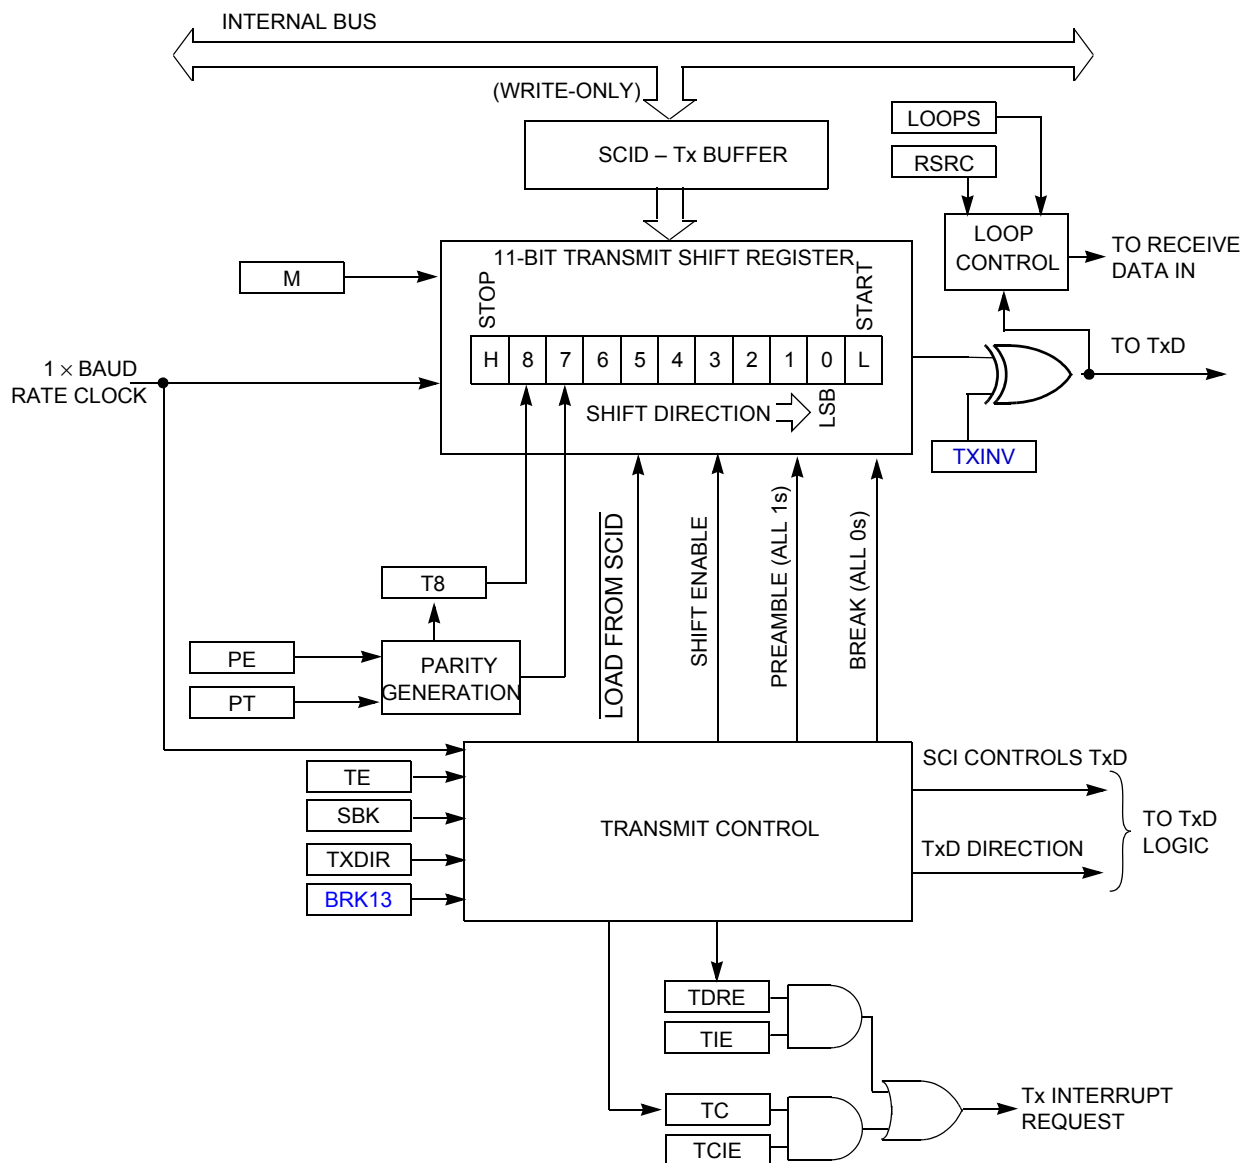 INTERNAL BUS
(WRITE-ONLY)
SCID – Tx BUFFER
LOOPS
RSRC
LOOP
CONTROL
TO RECEIVE
DATA IN
11-BIT TRANSMIT SHIFT REGISTER
M
STOP
START
H 8 7 6 5 4 3 2 1 0 L
1 × BAUD
RATE CLOCK
SHIFT DIRECTION
LSB
TO TxD
TXINV
LOAD FROM SCID
SHIFT ENABLE
PREAMBLE (ALL 1s)
BREAK (ALL 0s)
T8
PE
PT
PARITY
GENERATION
TE
SBK
TXDIR
BRK13
TRANSMIT CONTROL
SCI CONTROLS TxD
TxD DIRECTION
TO TxD
LOGIC
TDRE
TIE
TC
TCIE
Tx INTERRUPT
REQUEST